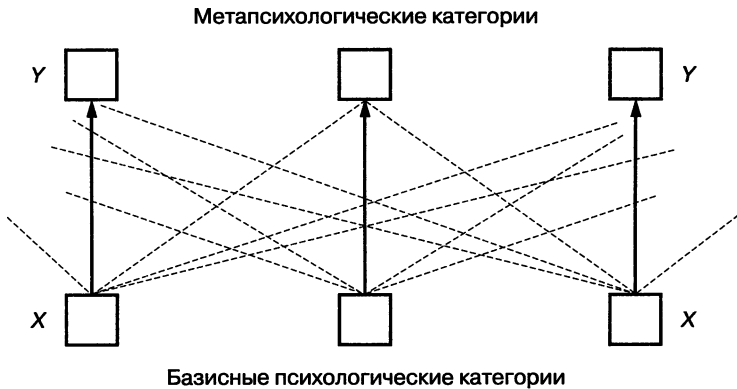 Метапсихологические категории
Y Y
X X
Базисные психологические категории